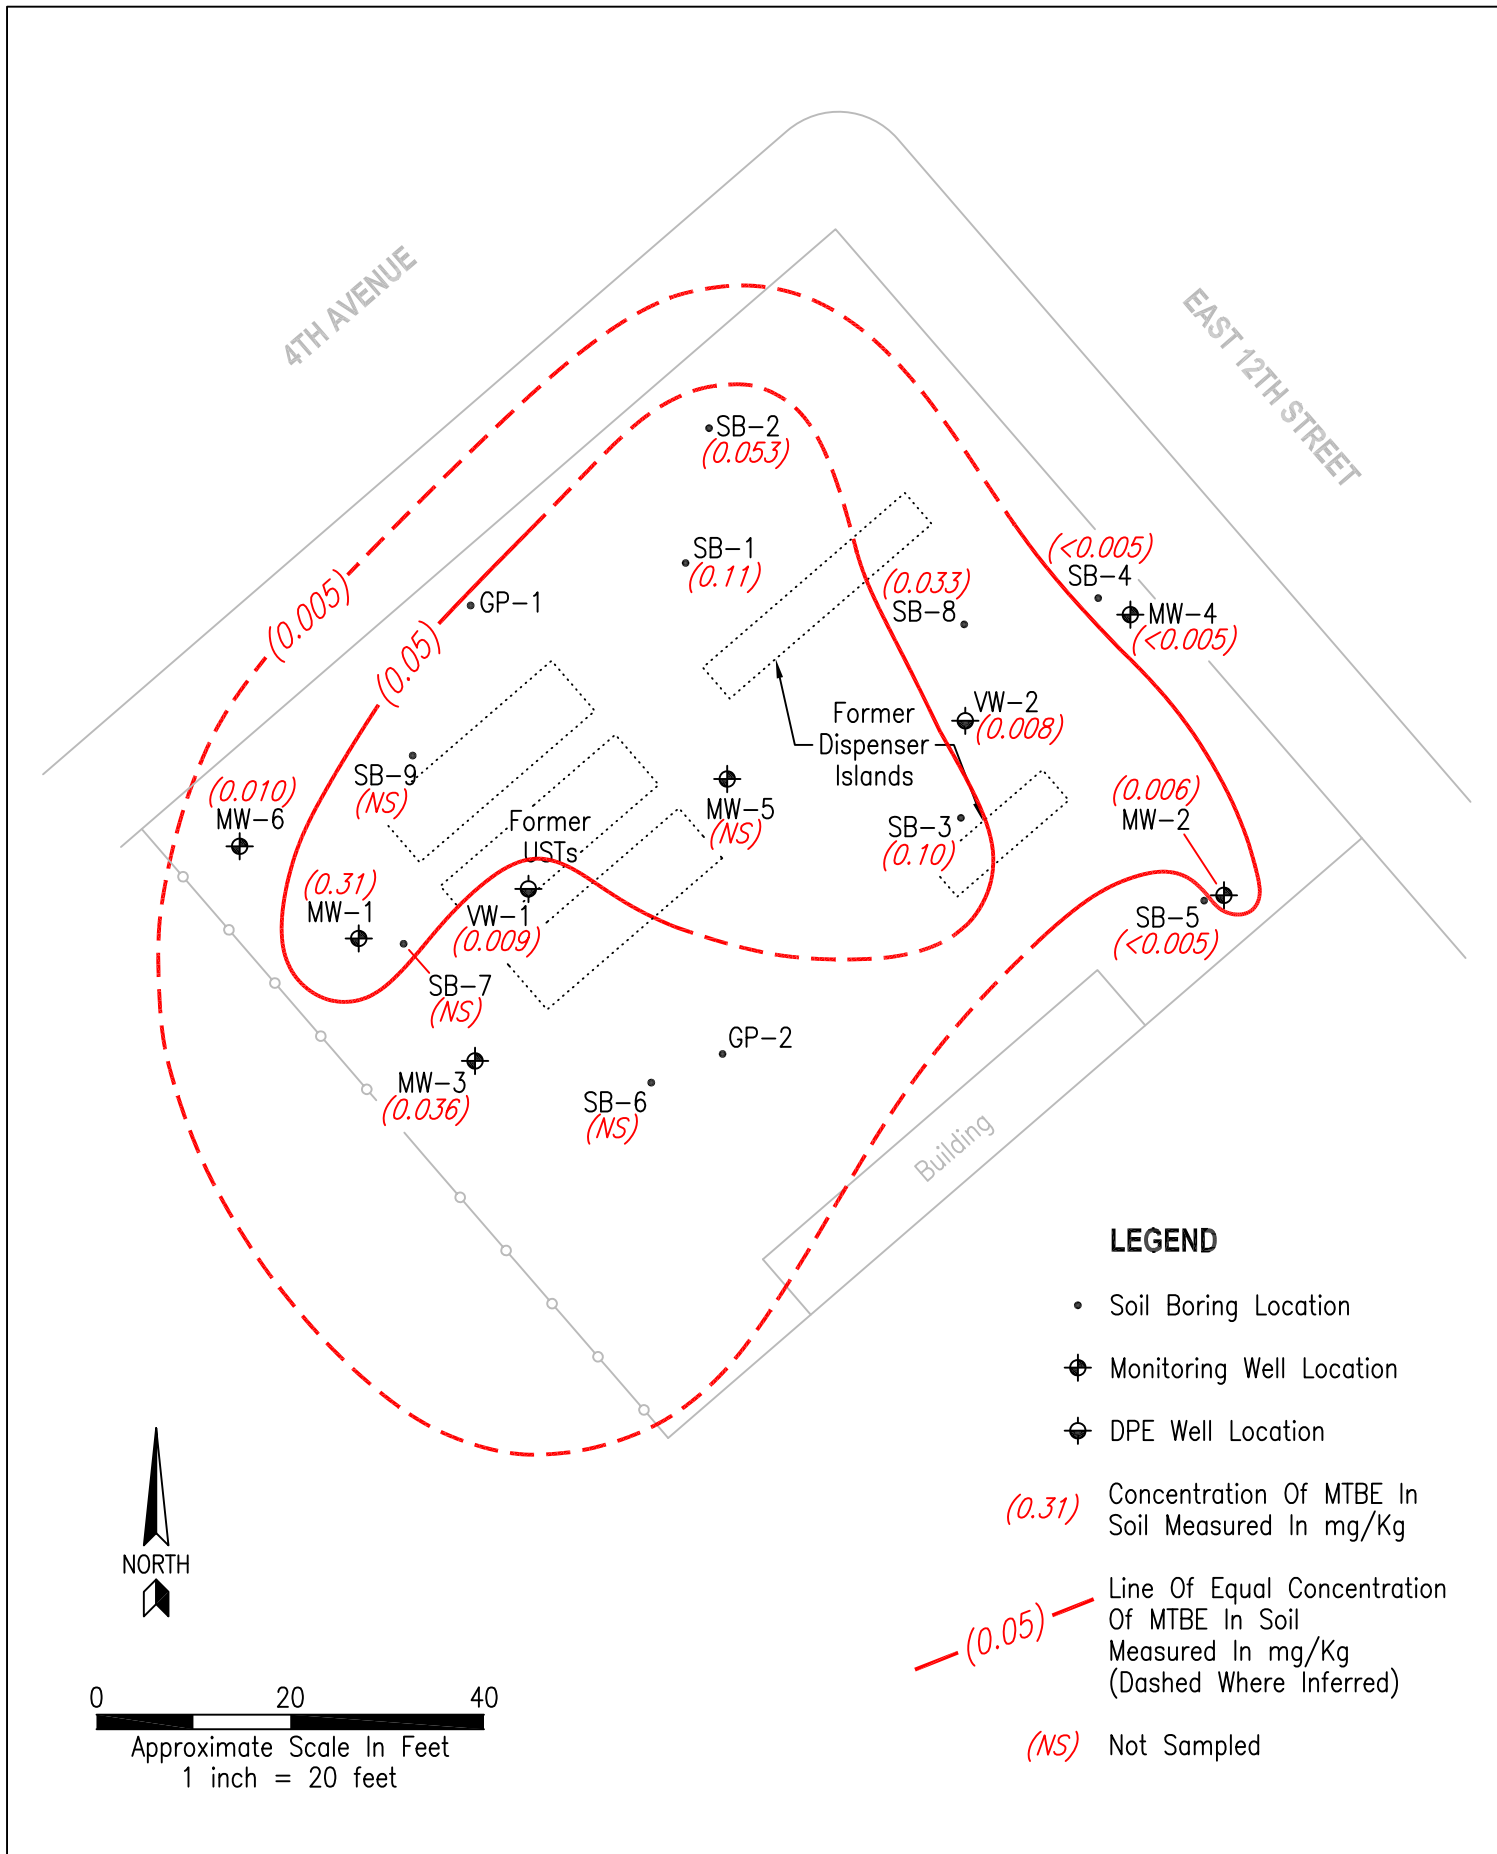 4TH AVENUE
EAST 12TH STREET
SB-2
(0.053)
SB-1
(0.11)
GP-1
(0.005)
(0.05)
(<0.005)
SB-4
MW-4
(<0.005)
(0.033)
SB-8
VW-2
(0.008)
Former
Dispenser
Islands
SB-9
(NS)
(0.010)
MW-6
MW-5
(NS)
Former
USTs
SB-3
(0.10)
(0.006)
MW-2
(0.31)
MW-1
VW-1
(0.009)
SB-5
(<0.005)
SB-7
(NS)
GP-2
MW-3
(0.036)
SB-6
(NS)
Building
LEGEND
Soil Boring Location
Monitoring Well Location
DPE Well Location
(0.31) Concentration Of MTBE In
Soil Measured In mg/Kg
Line Of Equal Concentration
(0.05) Of MTBE In Soil
Measured In mg/Kg
(Dashed Where Inferred)
(NS) Not Sampled
NORTH
0 20 40
Approximate Scale In Feet
1 inch = 20 feet